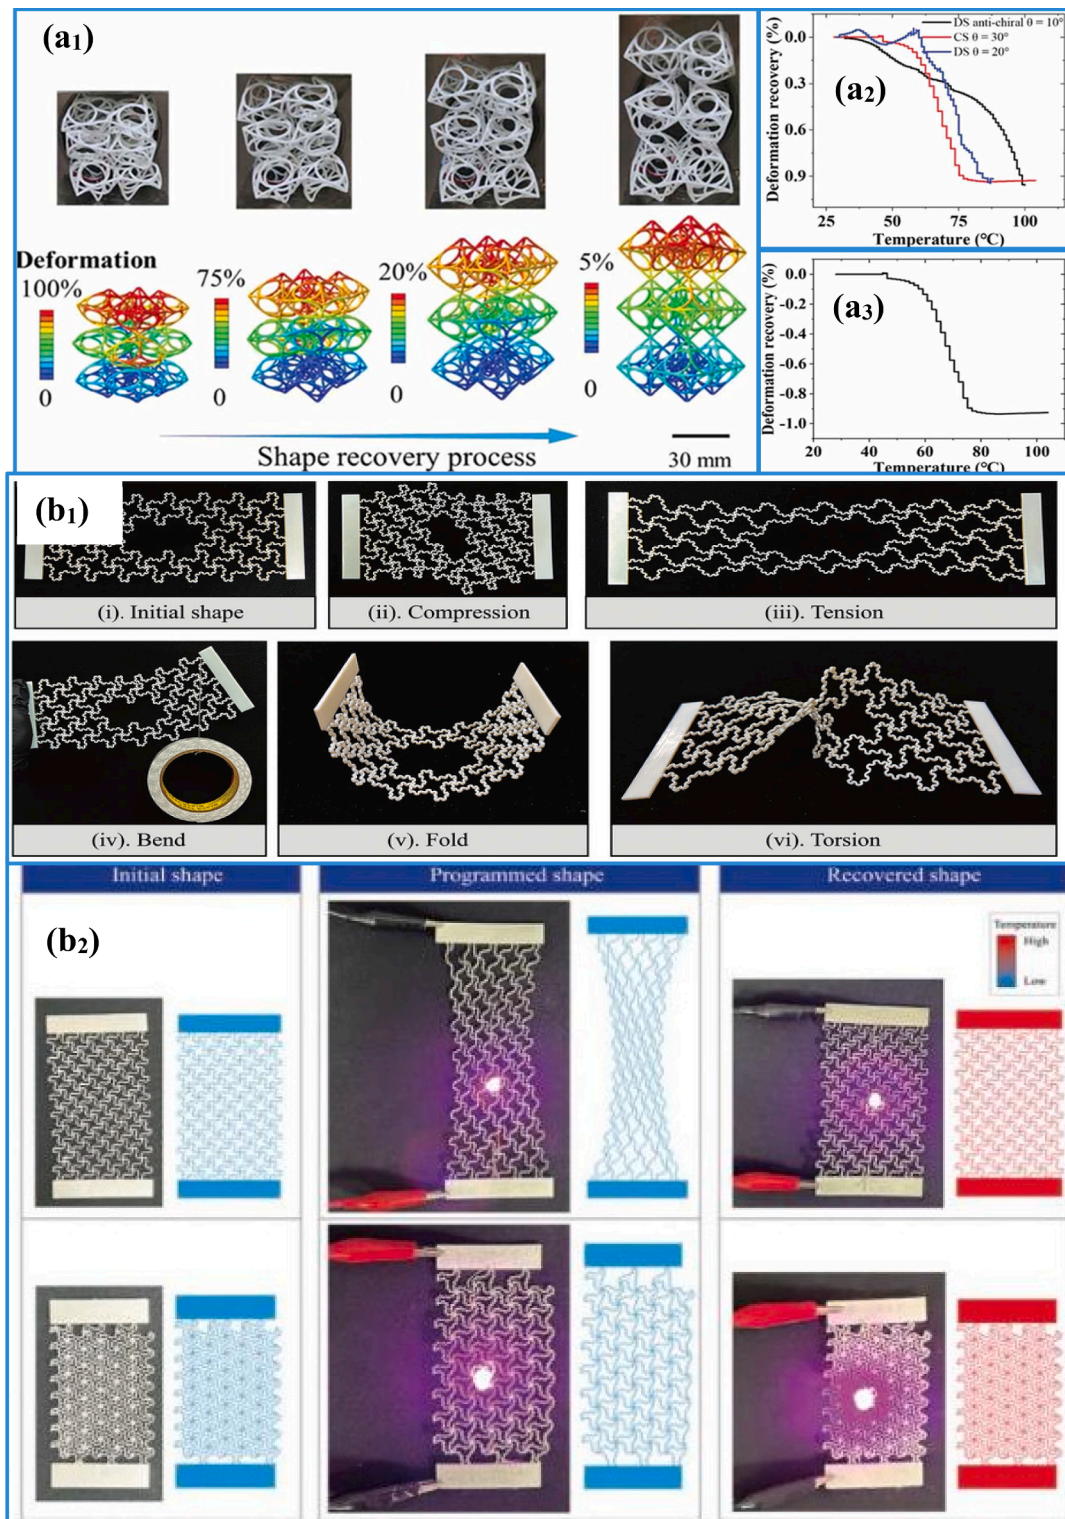 (a1)
Deformation
100%
75%
20%
5%
0
0
0
0
Shape recovery process
30 mm
(a2)
DS anti-chiral θ = 10°
CS θ = 30°
DS θ = 20°
Deformation recovery (%)
0.0
0.3
0.6
0.9
25
50
75
100
Temperature (°C)
(a3)
Deformation recovery (%)
0.0
-0.2
-0.4
-0.6
-0.8
-1.0
20
40
60
80
100
Temperature (°C)
(b1)
(i). Initial shape
(ii). Compression
(iii). Tension
(iv). Bend
(v). Fold
(vi). Torsion
Initial shape
Programmed shape
Recovered shape
(b2)
Temperature
High
Low